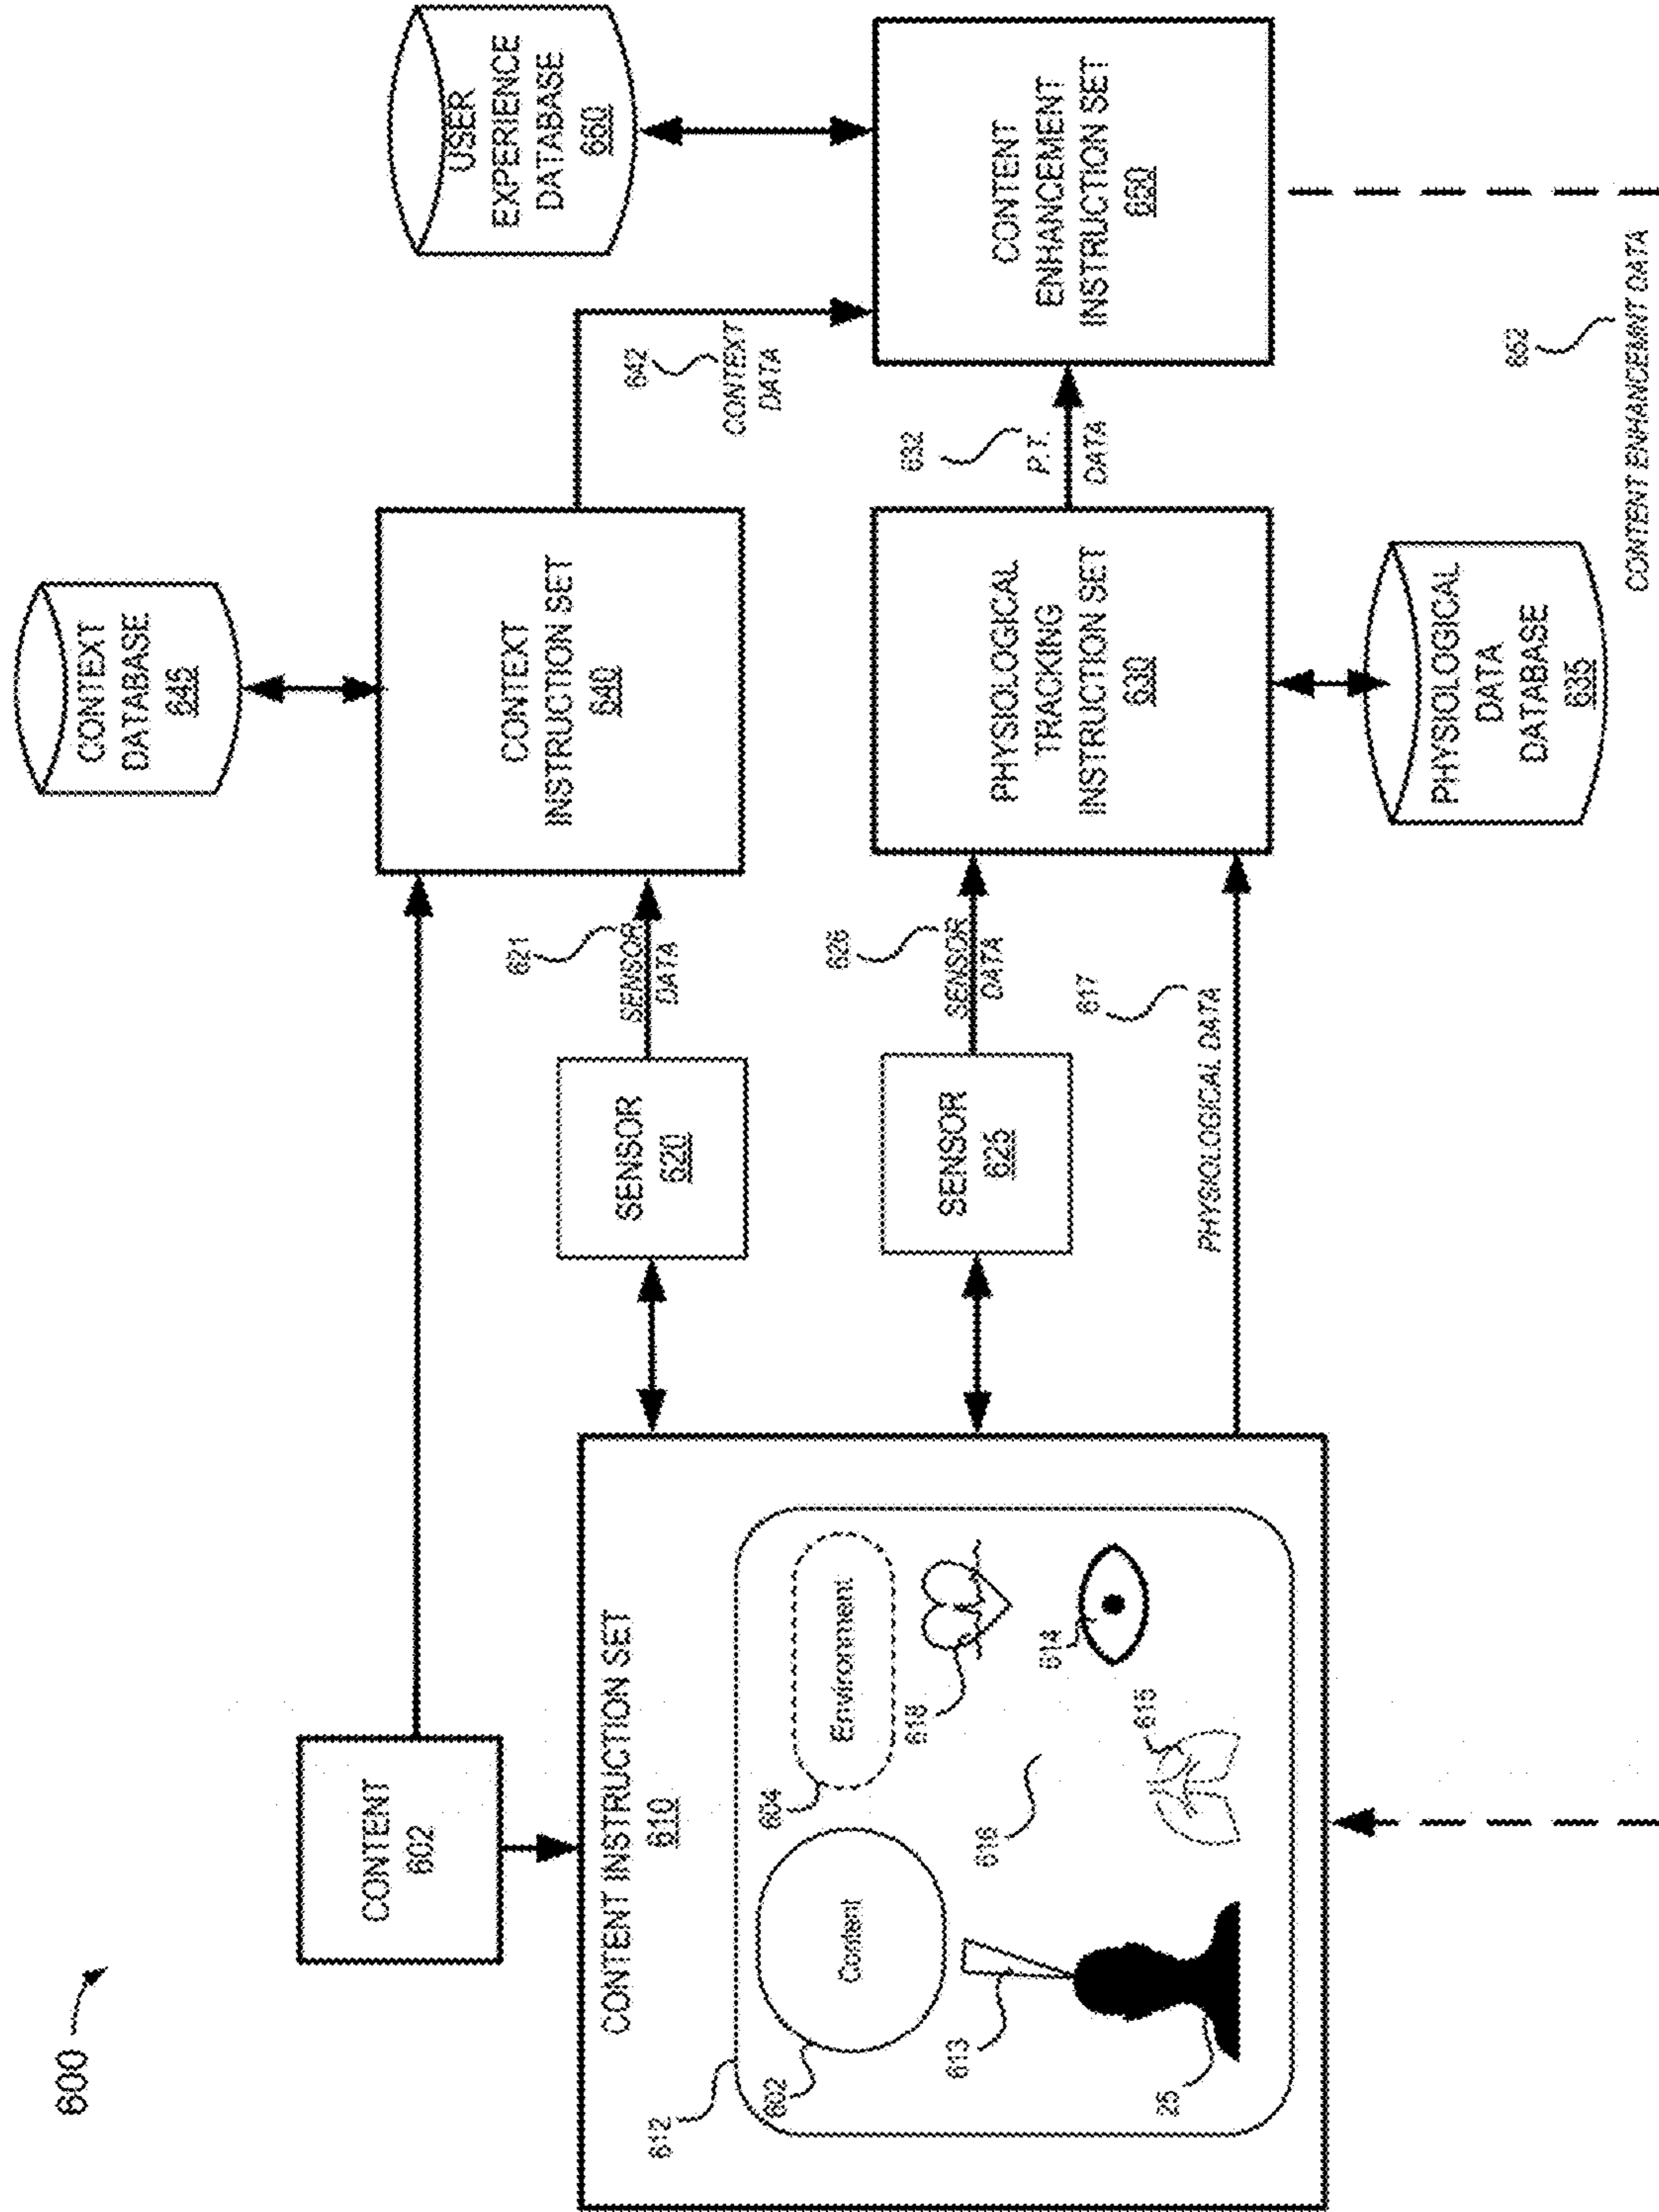 600
CONTENT
602
CONTENT INSTRUCTION SET
610
612
602
Content
604
Environment
613
25
616
618
614
615
SENSOR
620
621
SENSOR
DATA
SENSOR
625
626
SENSOR
DATA
617
PHYSIOLOGICAL DATA
CONTEXT
DATABASE
645
CONTEXT
INSTRUCTION SET
640
PHYSIOLOGICAL
TRACKING
INSTRUCTION SET
630
PHYSIOLOGICAL
DATA
DATABASE
635
642
CONTEXT
DATA
632
P.T.
DATA
USER
EXPERIENCE
DATABASE
660
CONTENT
ENHANCEMENT
INSTRUCTION SET
650
652
CONTENT ENHANCEMNT DATA